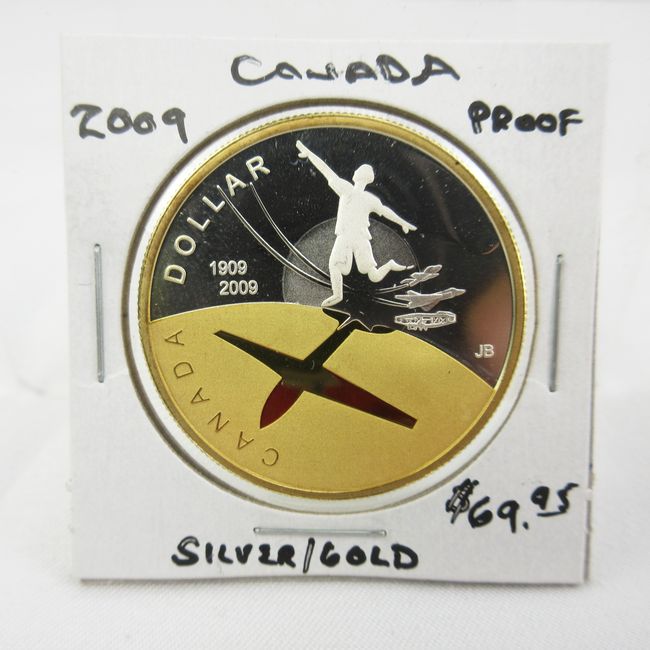 CANADA
2009 PROOF
DOLLAR
1909
2009
JB
CANADA
$69.95
SILVER/GOLD